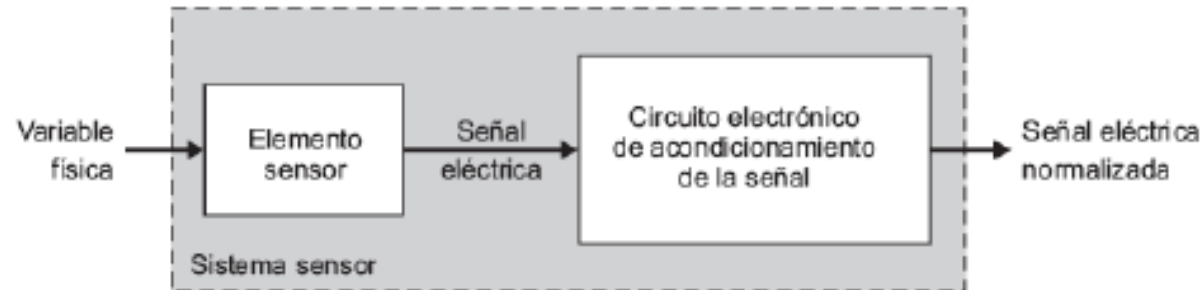 Variable
física
Elemento
sensor
Señal
eléctrica
Circuito electrónico
de acondicionamiento
de la señal
Señal eléctrica
normalizada
Sistema sensor